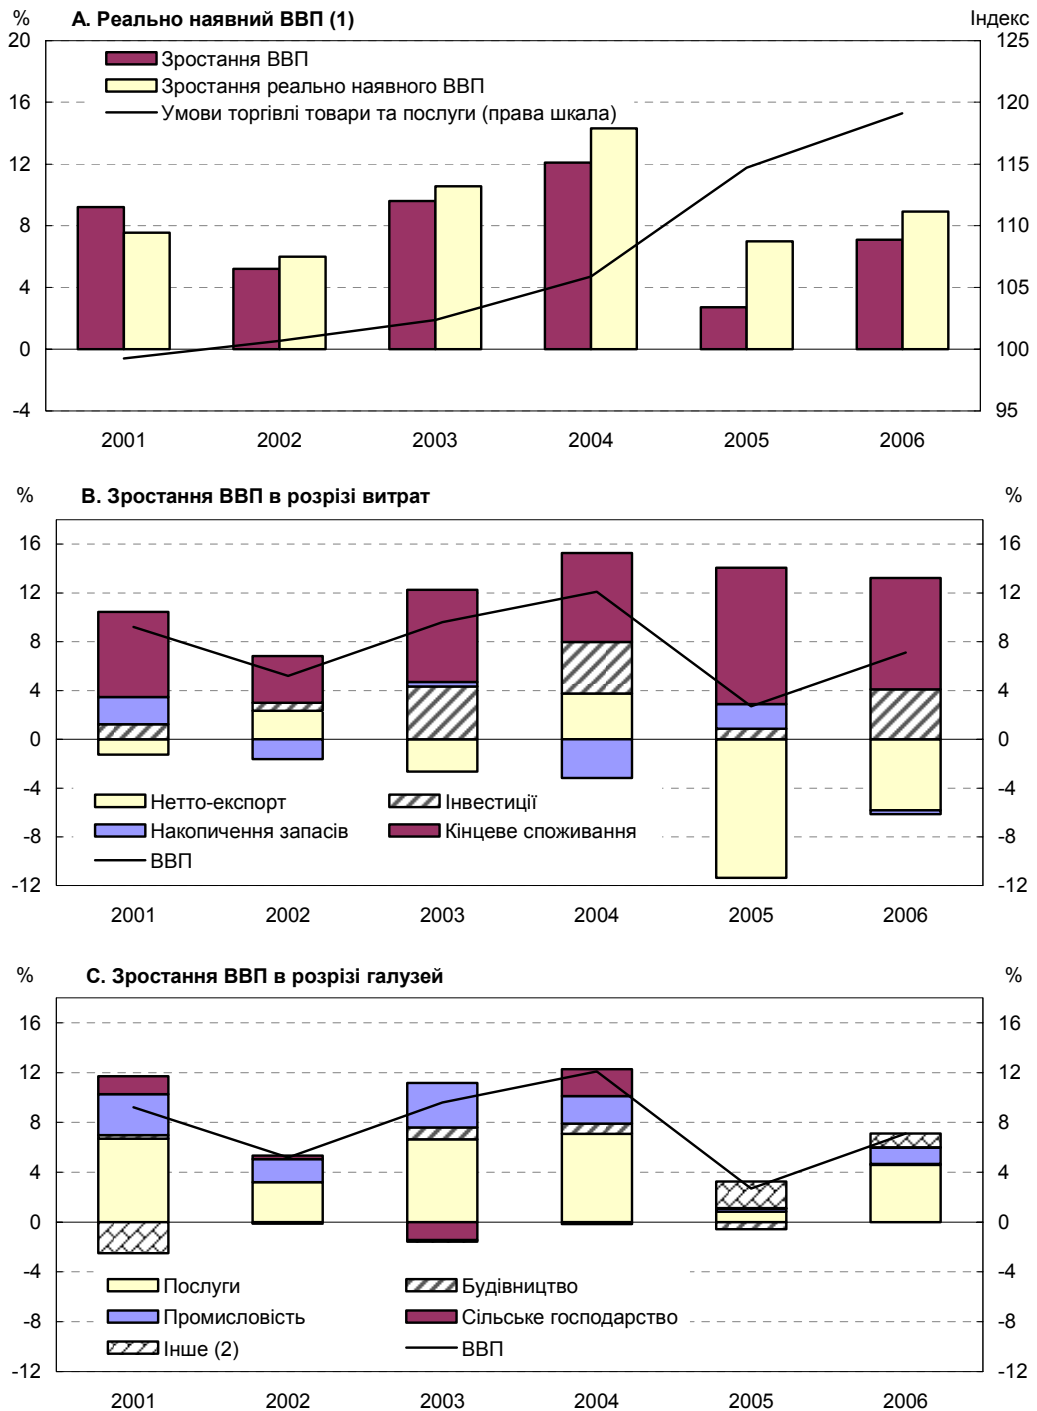 % А. Реально наявний ВВП (1) Індекс
20 125
Зростання ВВП
Зростання реально наявного ВВП
16 120
Умови торгівлі товари та послуги (права шкала)
12 115
8 110
4 105
0 100
-4 95
2001 2002 2003 2004 2005 2006
% В. Зростання ВВП в розрізі витрат %
16 16
12 12
8 8
4 4
0 0
-4 -4
Нетто-експорт Інвестиції
Накопичення запасів Кінцеве споживання
-8 -8
ВВП
-12 -12
2001 2002 2003 2004 2005 2006
% С. Зростання ВВП в розрізі галузей %
16 16
12 12
8 8
4 4
0 0
-4 -4
Послуги Будівництво
Промисловість Сільське господарство
-8 -8
Інше (2) ВВП
-12 -12
2001 2002 2003 2004 2005 2006